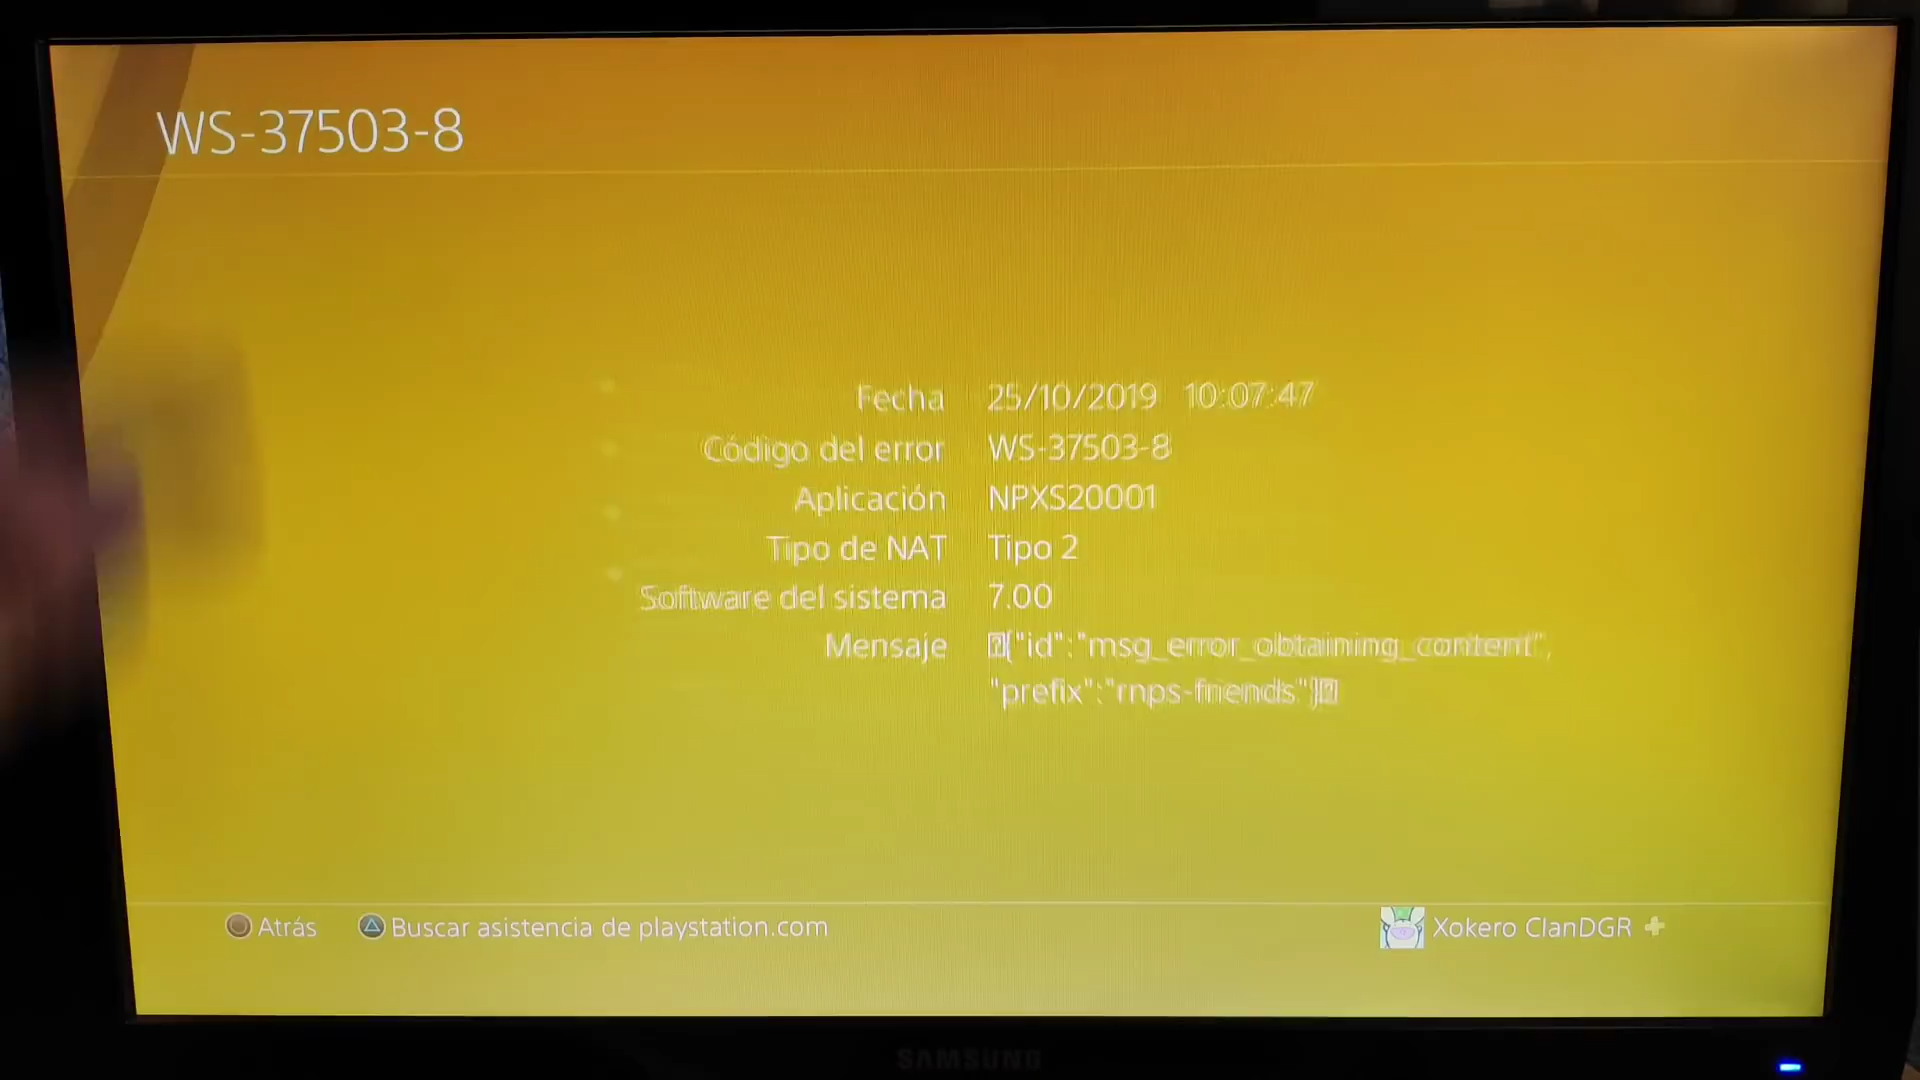 WS-37503-8
Fecha 25/10/2019 10:07:47
Código del error WS-37503-8
Aplicación NPXS20001
Tipo de NAT Tipo 2
Software del sistema 7.00
Mensaje {"id":"msg_error_obtaining_content",
"prefix":"rnps-friends"}
Atrás Buscar asistencia de playstation.com Xokero ClanDGR
SAMSUNG